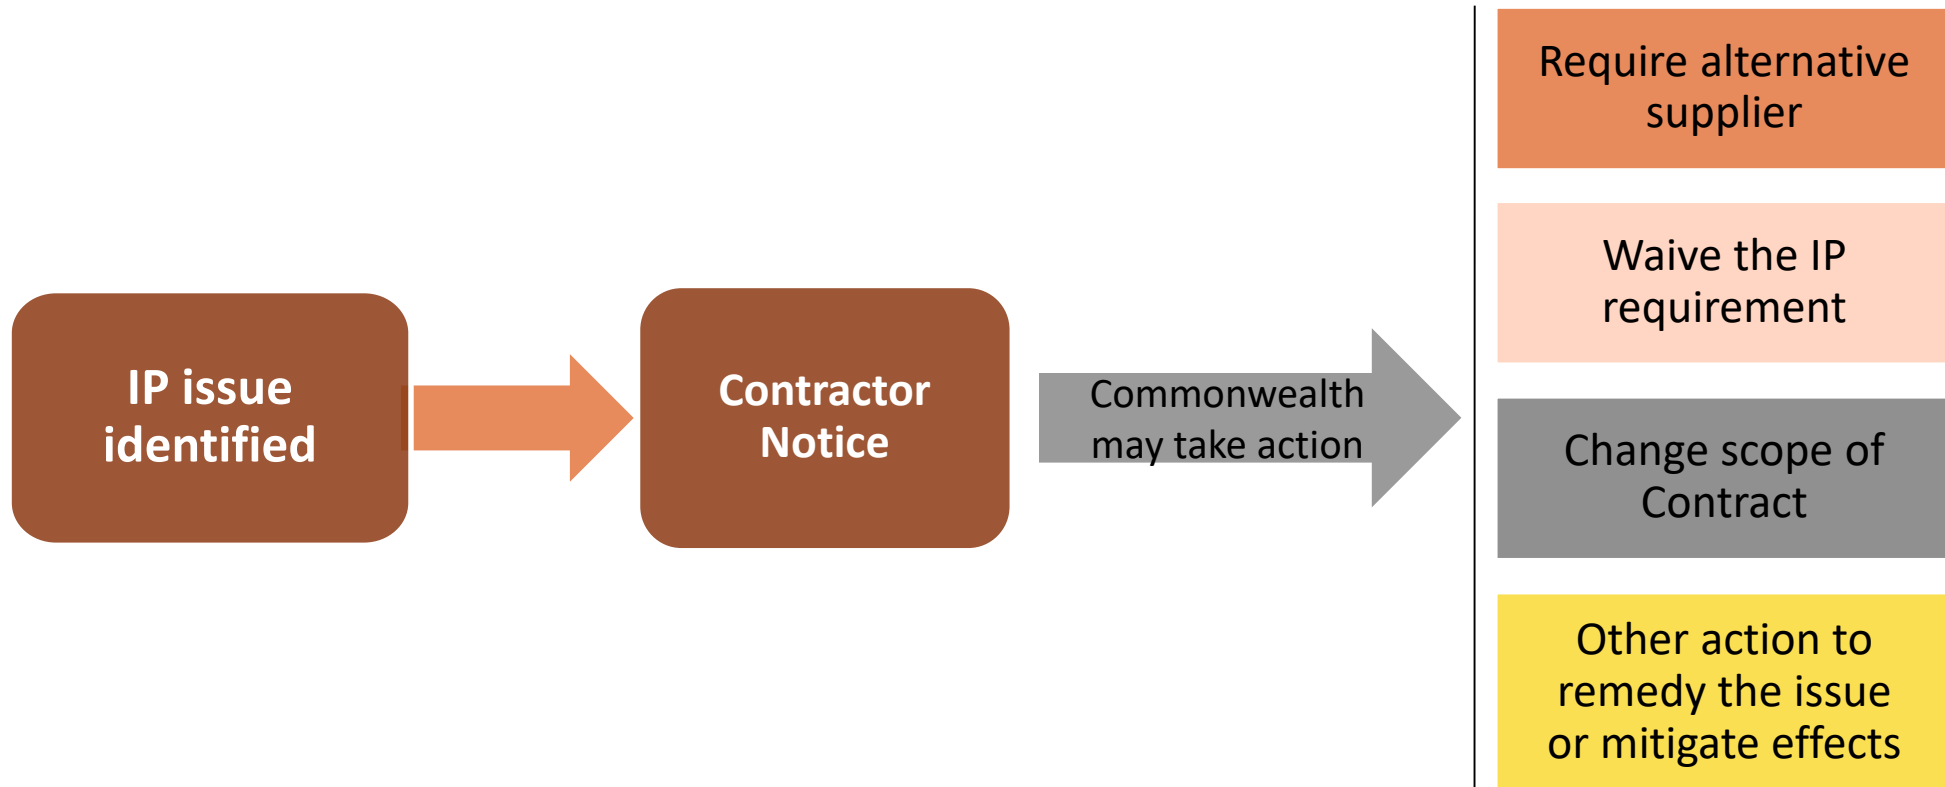 IP issue
identified
Contractor
Notice
Commonwealth
may take action
Require alternative
supplier
Waive the IP
requirement
Change scope of
Contract
Other action to
remedy the issue
or mitigate effects